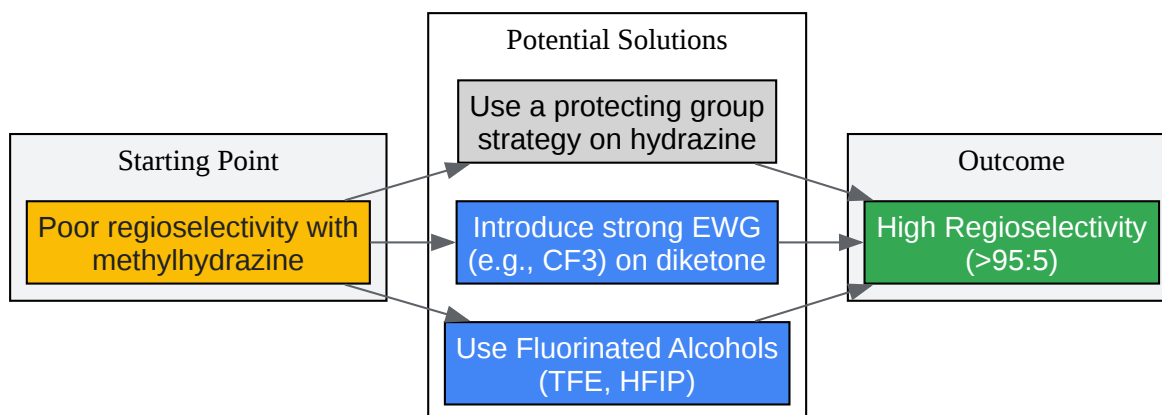 Starting Point
Poor regioselectivity with
methylhydrazine
Potential Solutions
Use a protecting group
strategy on hydrazine
Introduce strong EWG
(e.g., CF3) on diketone
Use Fluorinated Alcohols
(TFE, HFIP)
Outcome
High Regioselectivity
(>95:5)